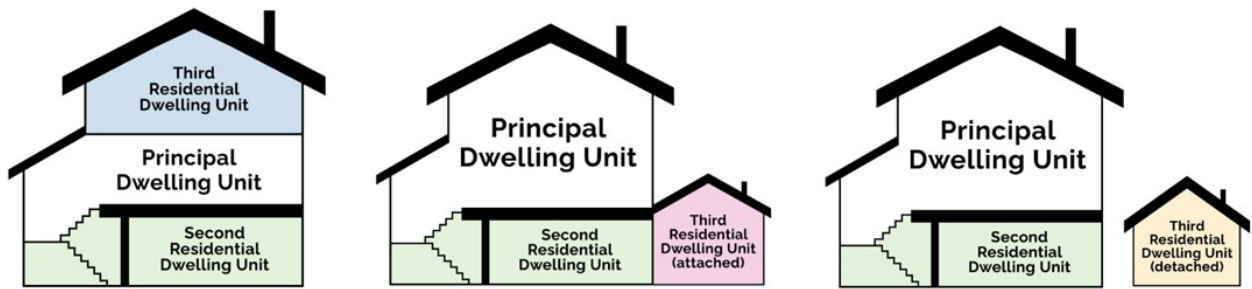 Third
Residential
Dwelling Unit
Principal
Dwelling Unit
Second
Residential
Dwelling Unit
Principal
Dwelling Unit
Second
Residential
Dwelling Unit
Third
Residential
Dwelling Unit
(attached)
Principal
Dwelling Unit
Second
Residential
Dwelling Unit
Third
Residential
Dwelling Unit
(detached)